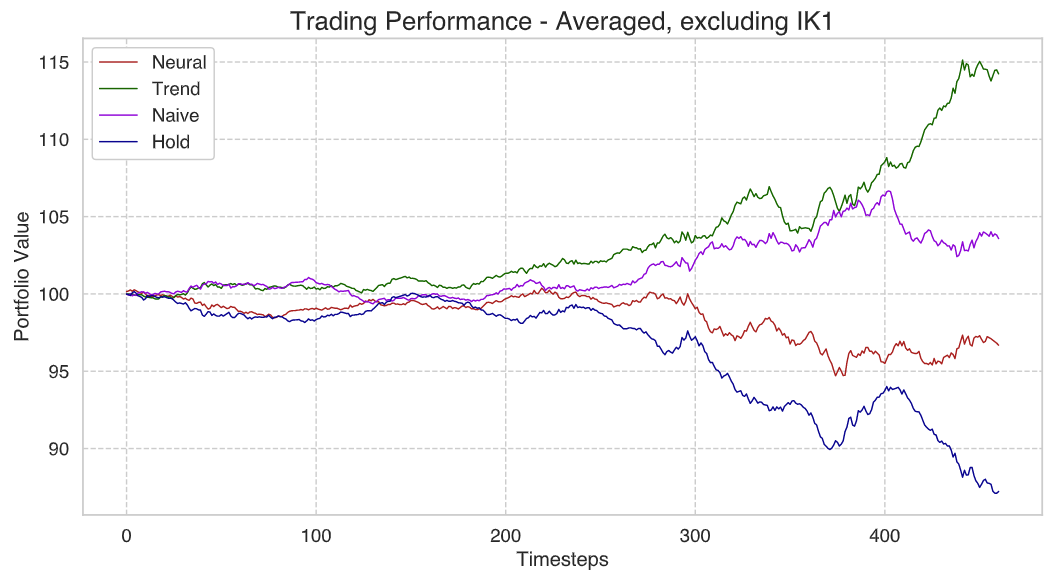 Trading Performance - Averaged, excluding IK1
Neural
Trend
Naive
Hold
115
110
105
100
95
90
Portfolio Value
0 100 200 300 400
Timesteps